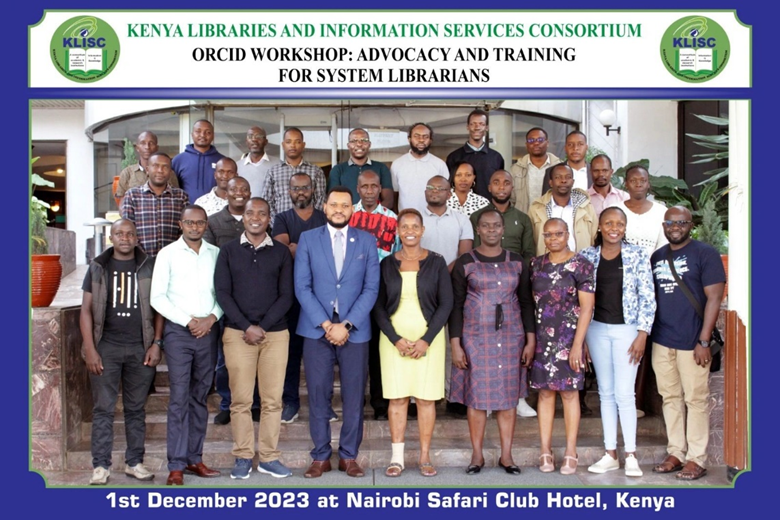 KLISC
KENYA LIBRARIES AND INFORMATION SERVICES CONSORTIUM
ORCID WORKSHOP: ADVOCACY AND TRAINING
FOR SYSTEM LIBRARIANS
KLISC
1st December 2023 at Nairobi Safari Club Hotel, Kenya